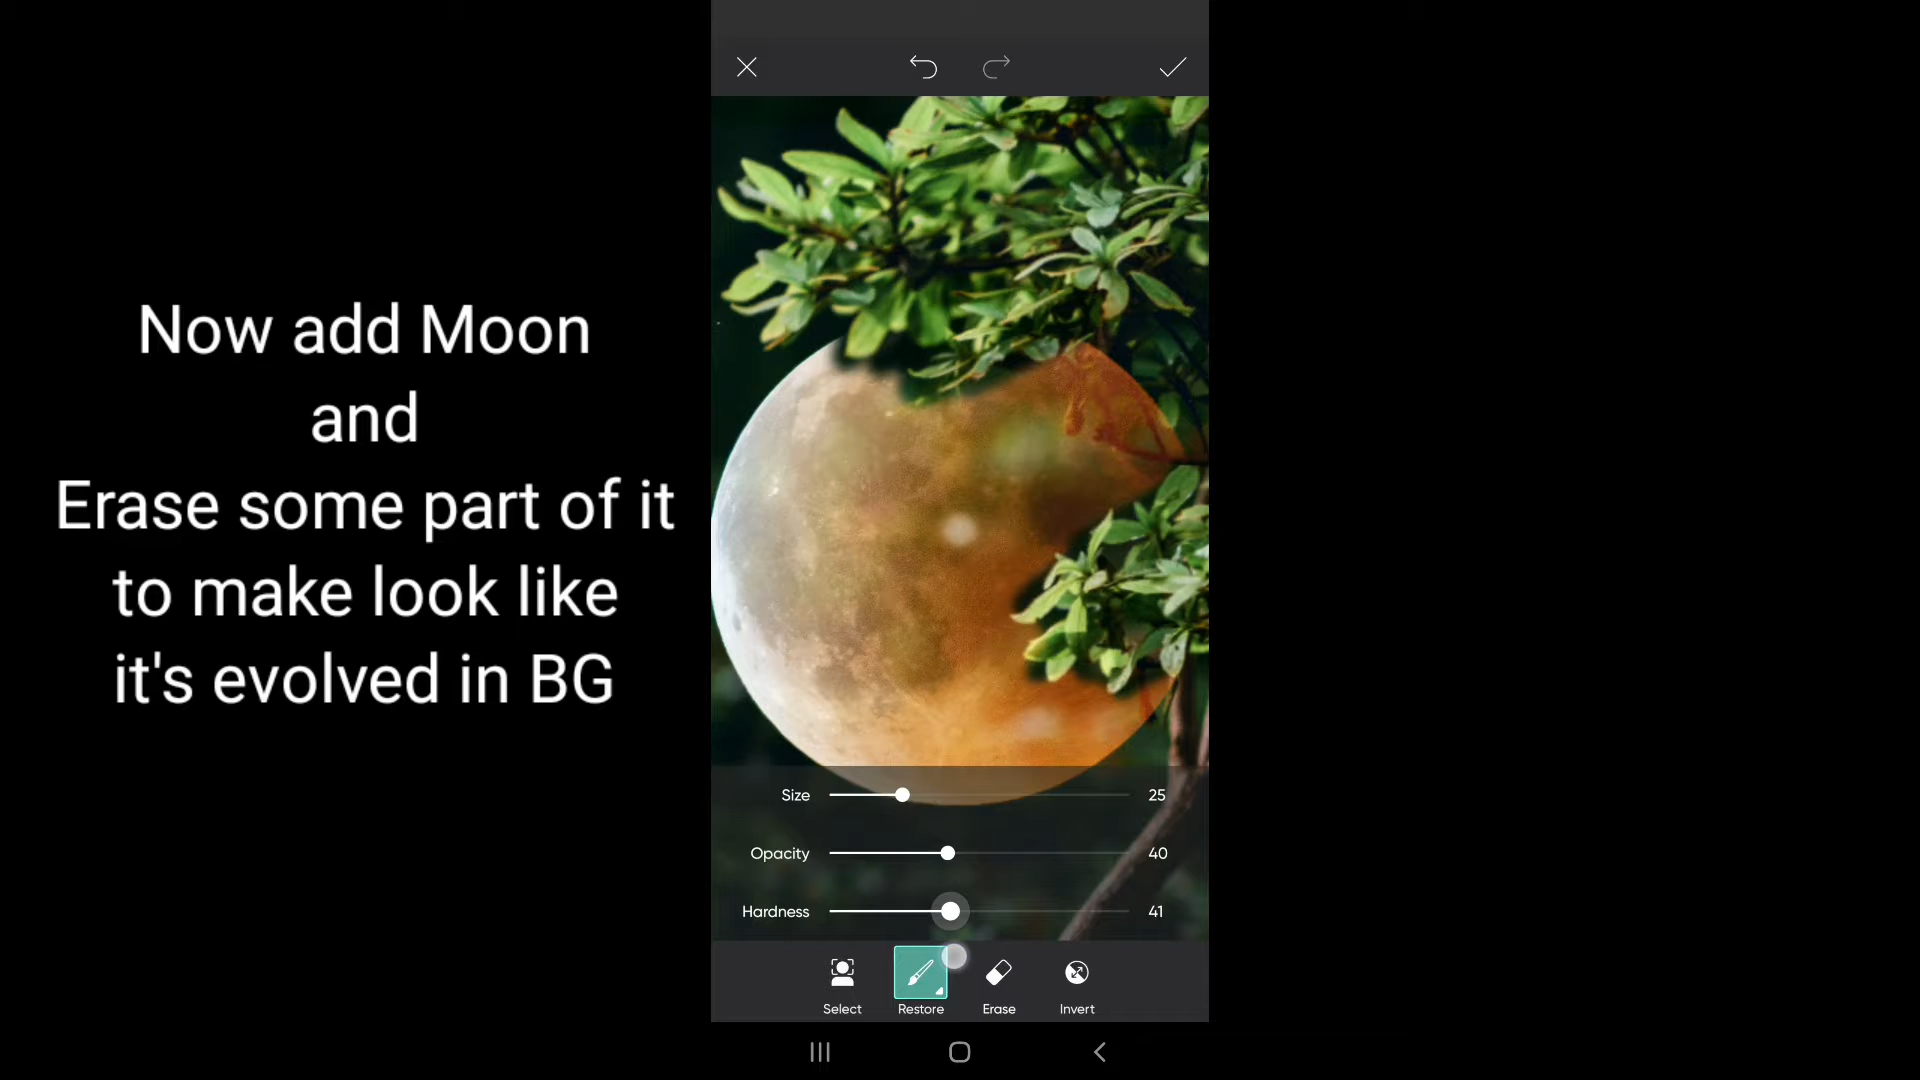 Now add Moon
and
Erase some part of it
to make look like
it's evolved in BG
Size 25
Opacity 40
Hardness 41
Select Restore Erase Invert